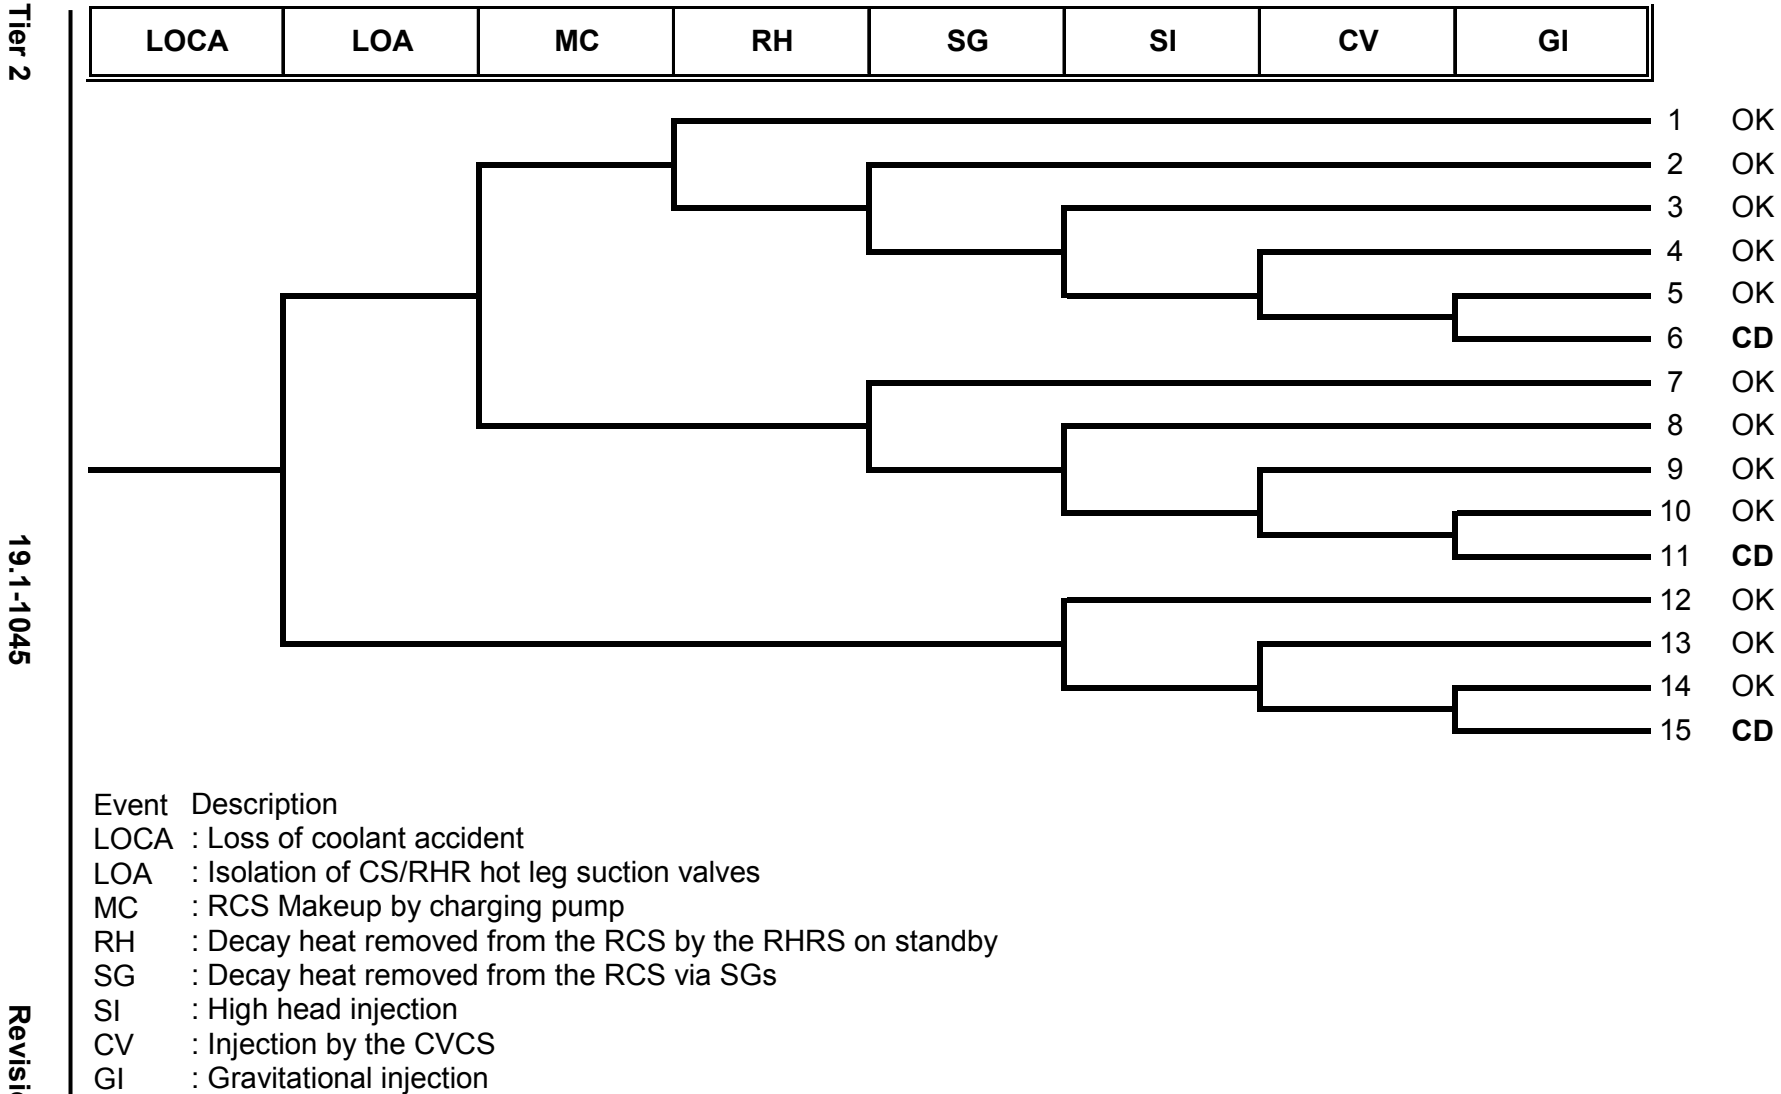 Tier 2
19.1-1045
LOCA LOA MC RH SG SI CV GI
1 OK
2 OK
3 OK
4 OK
5 OK
6 CD
7 OK
8 OK
9 OK
10 OK
11 CD
12 OK
13 OK
14 OK
15 CD
Event Description
LOCA : Loss of coolant accident
LOA : Isolation of CS/RHR hot leg suction valves
MC : RCS Makeup by charging pump
RH : Decay heat removed from the RCS by the RHRS on standby
SG : Decay heat removed from the RCS via SGs
SI : High head injection
CV : Injection by the CVCS
GI : Gravitational injection